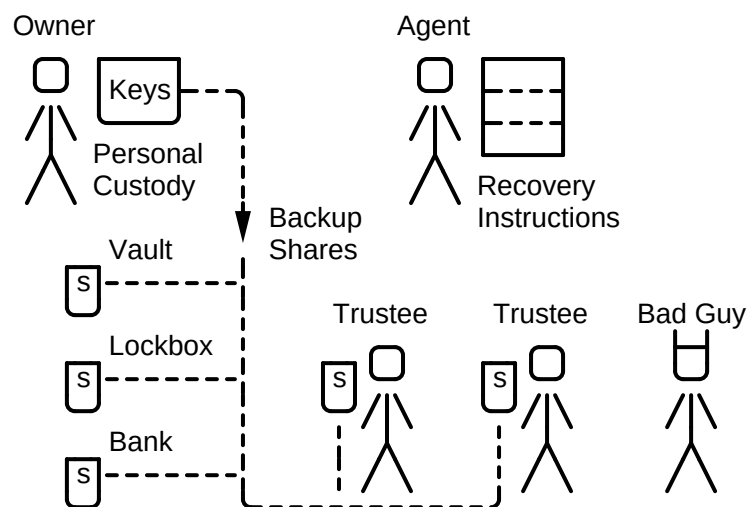 Owner
Agent
Keys
Personal
Custody
Recovery
Instructions
Backup
Shares
Vault
s
Trustee
Trustee
Bad Guy
Lockbox
s
s
s
Bank
s